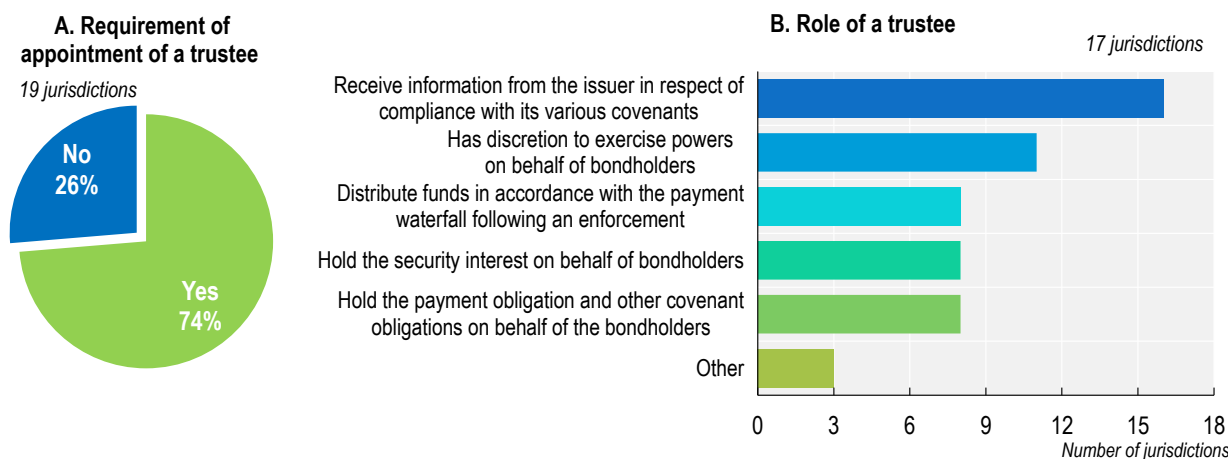 A. Requirement of
appointment of a trustee
19 jurisdictions
No
26%
Yes
74%
B. Role of a trustee
17 jurisdictions
Receive information from the issuer in respect of
compliance with its various covenants
Has discretion to exercise powers
on behalf of bondholders
Distribute funds in accordance with the payment
waterfall following an enforcement
Hold the security interest on behalf of bondholders
Hold the payment obligation and other covenant
obligations on behalf of the bondholders
Other
0 3 6 9 12 15 18
Number of jurisdictions